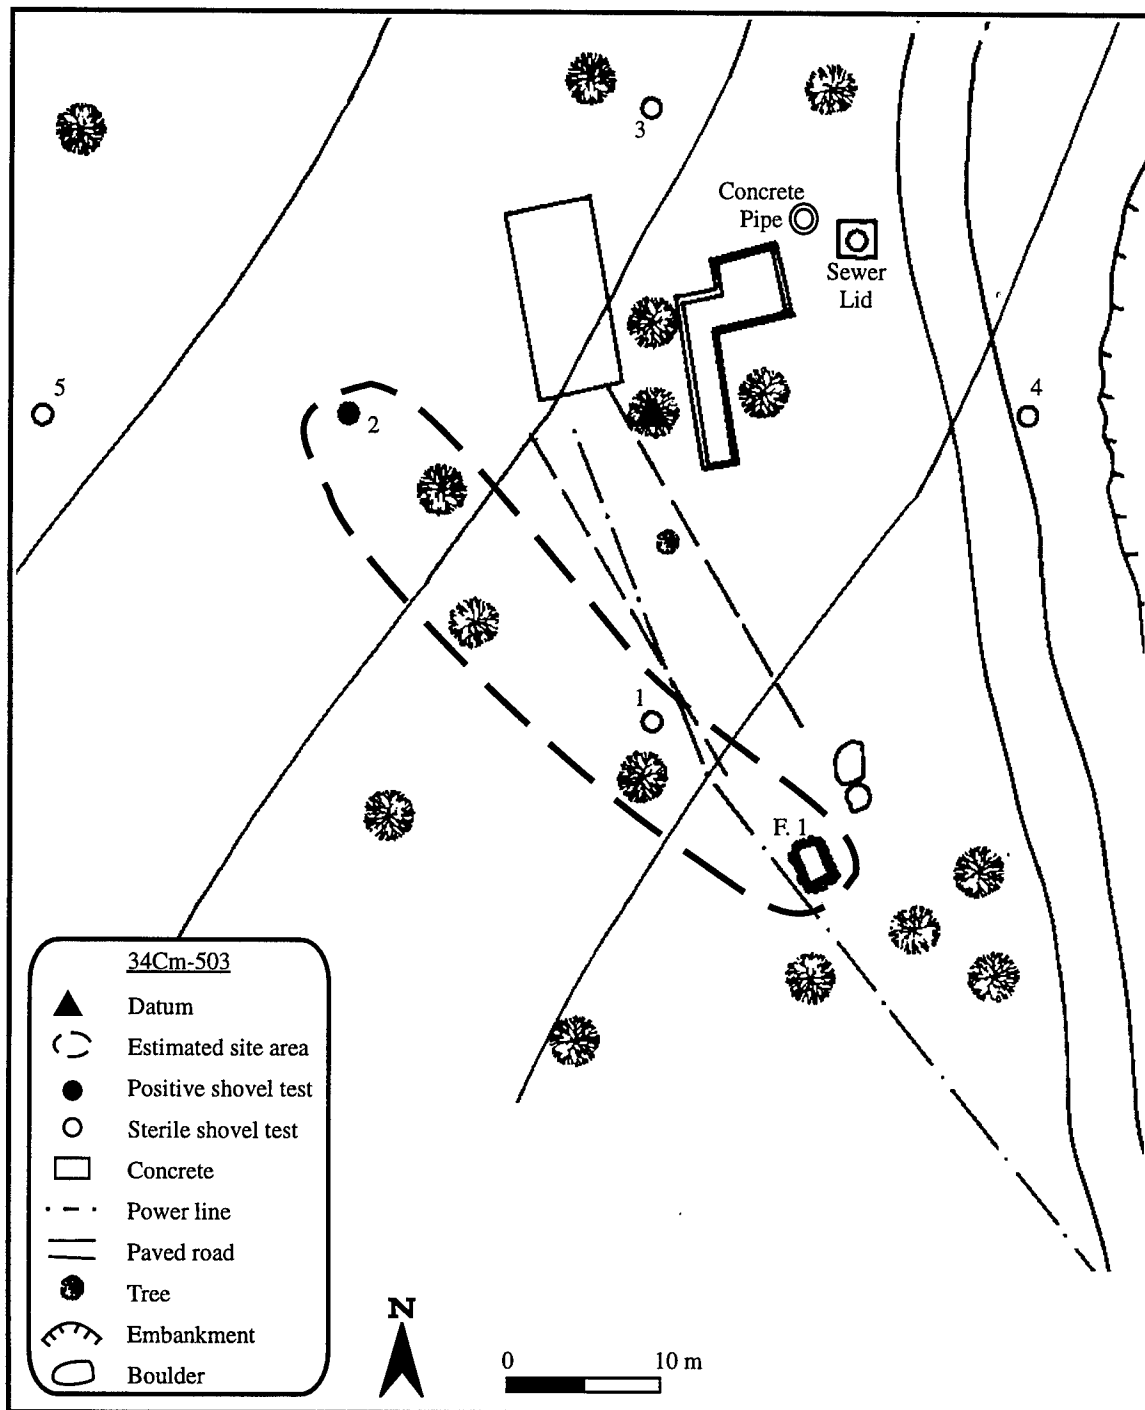 3
Concrete
Pipe
Sewer
Lid
5
2
4
1
F. 1
34Cm-503
Datum
Estimated site area
Positive shovel test
Sterile shovel test
Concrete
Power line
Paved road
Tree
Embankment
Boulder
N
0 10 m